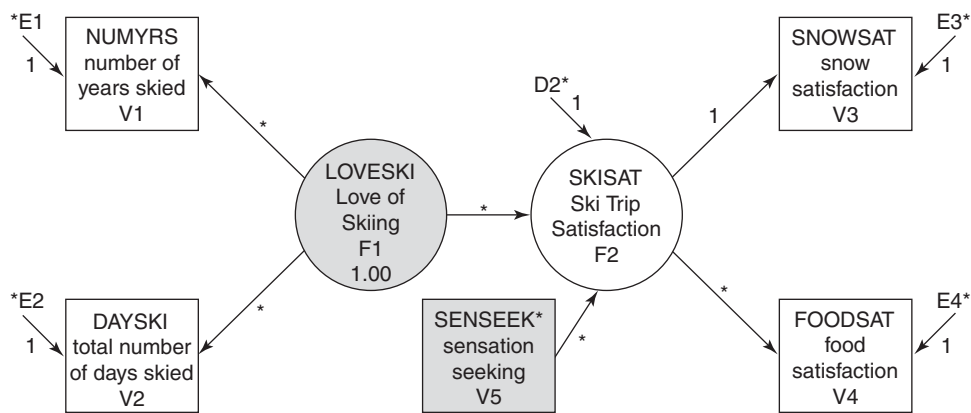 *E1
1
NUMYRS
number of
years skied
V1
*
*E2
1
DAYSKI
total number
of days skied
V2
*
LOVESKI
Love of
Skiing
F1
1.00
*
D2*
1
SKISAT
Ski Trip
Satisfaction
F2
SENSEEK*
sensation
seeking
V5
*
1
SNOWSAT
snow
satisfaction
V3
E3*
1
*
FOODSAT
food
satisfaction
V4
E4*
1